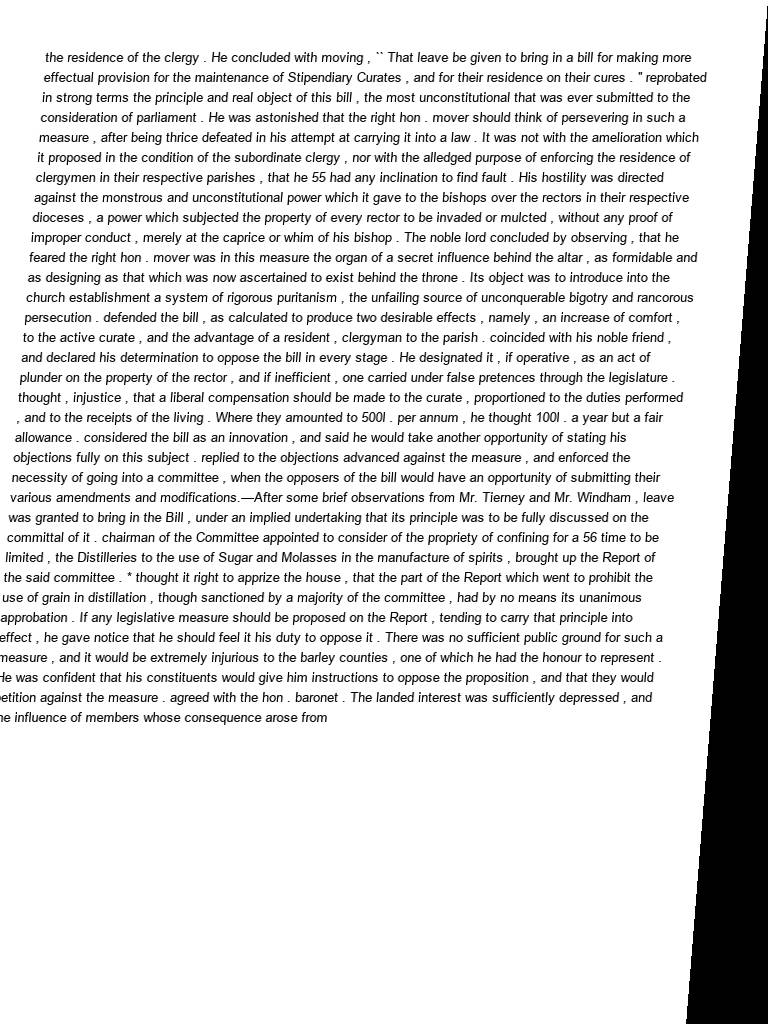 the residence of the clergy . He concluded with moving , `` That leave be given to bring in a bill for making more
effectual provision for the maintenance of Stipendiary Curates , and for their residence on their cures . " reprobated
in strong terms the principle and real object of this bill , the most unconstitutional that was ever submitted to the
consideration of parliament . He was astonished that the right hon . mover should think of persevering in such a
measure , after being thrice defeated in his attempt at carrying it into a law . It was not with the amelioration which
it proposed in the condition of the subordinate clergy , nor with the alledged purpose of enforcing the residence of
clergymen in their respective parishes , that he 55 had any inclination to find fault . His hostility was directed
against the monstrous and unconstitutional power which it gave to the bishops over the rectors in their respective
dioceses , a power which subjected the property of every rector to be invaded or mulcted , without any proof of
improper conduct , merely at the caprice or whim of his bishop . The noble lord concluded by observing , that he
feared the right hon . mover was in this measure the organ of a secret influence behind the altar , as formidable and
as designing as that which was now ascertained to exist behind the throne . Its object was to introduce into the
church establishment a system of rigorous puritanism , the unfailing source of unconquerable bigotry and rancorous
persecution . defended the bill , as calculated to produce two desirable effects , namely , an increase of comfort ,
to the active curate , and the advantage of a resident , clergyman to the parish . coincided with his noble friend ,
and declared his determination to oppose the bill in every stage . He designated it , if operative , as an act of
plunder on the property of the rector , and if inefficient , one carried under false pretences through the legislature .
thought , injustice , that a liberal compensation should be made to the curate , proportioned to the duties performed
, and to the receipts of the living . Where they amounted to 500l . per annum , he thought 100l . a year but a fair
allowance . considered the bill as an innovation , and said he would take another opportunity of stating his
objections fully on this subject . replied to the objections advanced against the measure , and enforced the
necessity of going into a committee , when the opposers of the bill would have an opportunity of submitting their
various amendments and modifications.—After some brief observations from Mr. Tierney and Mr. Windham , leave
was granted to bring in the Bill , under an implied undertaking that its principle was to be fully discussed on the
committal of it . chairman of the Committee appointed to consider of the propriety of confining for a 56 time to be
limited , the Distilleries to the use of Sugar and Molasses in the manufacture of spirits , brought up the Report of
the said committee . * thought it right to apprize the house , that the part of the Report which went to prohibit the
use of grain in distillation , though sanctioned by a majority of the committee , had by no means its unanimous
approbation . If any legislative measure should be proposed on the Report , tending to carry that principle into
effect , he gave notice that he should feel it his duty to oppose it . There was no sufficient public ground for such a
measure , and it would be extremely injurious to the barley counties , one of which he had the honour to represent .
He was confident that his constituents would give him instructions to oppose the proposition , and that they would
etition against the measure . agreed with the hon . baronet . The landed interest was sufficiently depressed , and
he influence of members whose consequence arose from